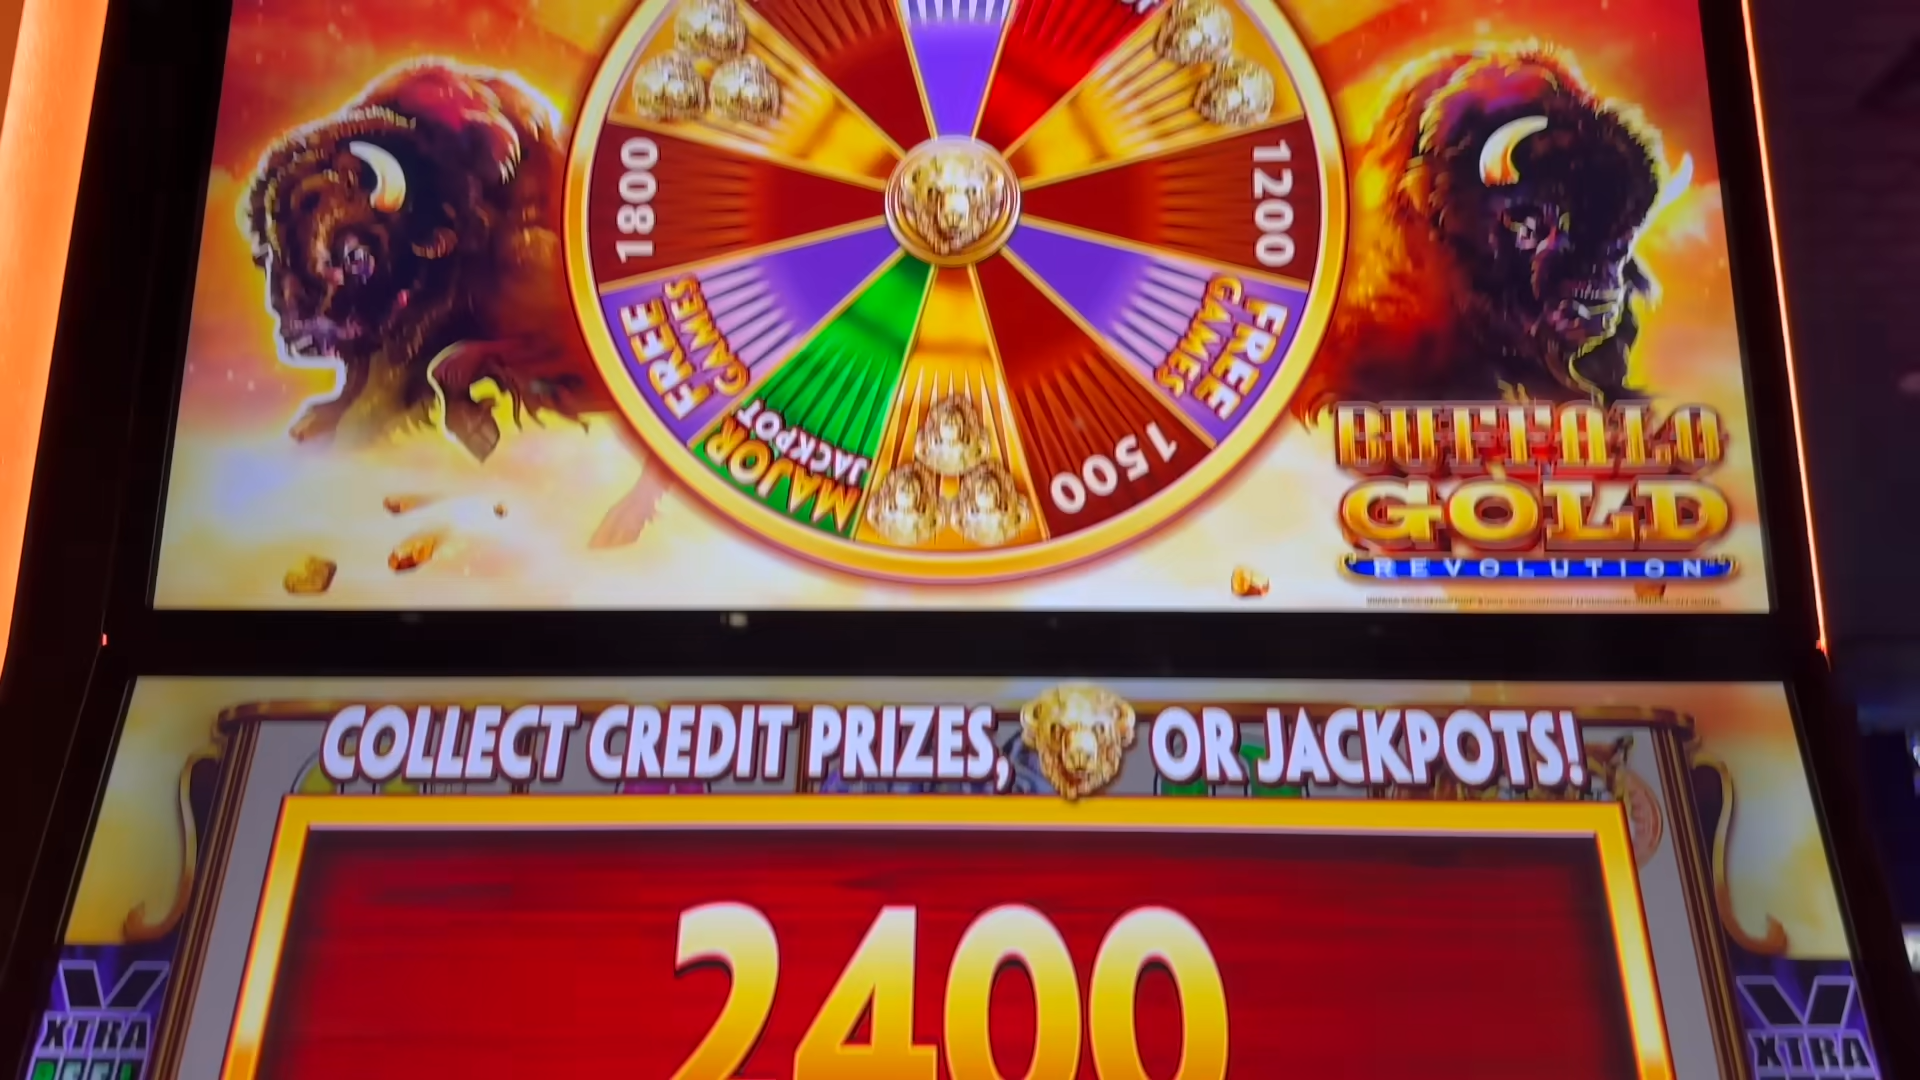 1800
1200
FREE
GAMES
FREE
GAMES
MAJOR
JACKPOT
1500
BUFFALO
GOLD
REVOLUTION
COLLECT CREDIT PRIZES, OR JACKPOTS!
2400
XTRA
REEL
XTRA